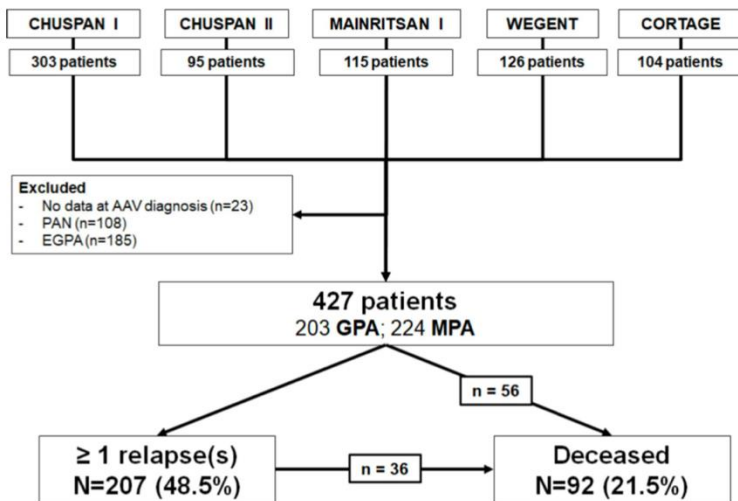 CHUSPAN I
CHUSPAN II
MAINRITSAN I
WEGENT
CORTAGE
303 patients
95 patients
115 patients
126 patients
104 patients
Excluded
- No data at AAV diagnosis (n=23)
- PAN (n=108)
- EGPA (n=185)
427 patients
203 GPA; 224 MPA
n = 56
≥ 1 relapse(s)
N=207 (48.5%)
n = 36
Deceased
N=92 (21.5%)